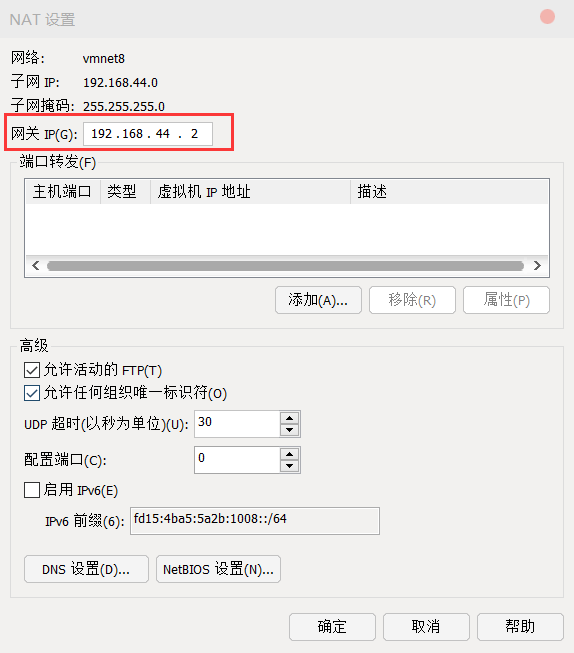 NAT 设置
网络: vmnet8
子网 IP: 192.168.44.0
子网掩码: 255.255.255.0
网关 IP(G): 192 . 168 . 44 . 2
端口转发(F)
主机端口 类型 虚拟机 IP 地址 描述
添加(A)... 移除(R) 属性(P)
高级
允许活动的 FTP(T)
允许任何组织唯一标识符(O)
UDP 超时(以秒为单位)(U): 30
配置端口(C): 0
启用 IPv6(E)
IPv6 前缀(6): fd15:4ba5:5a2b:1008::/64
DNS 设置(D)... NetBIOS 设置(N)...
确定 取消 帮助